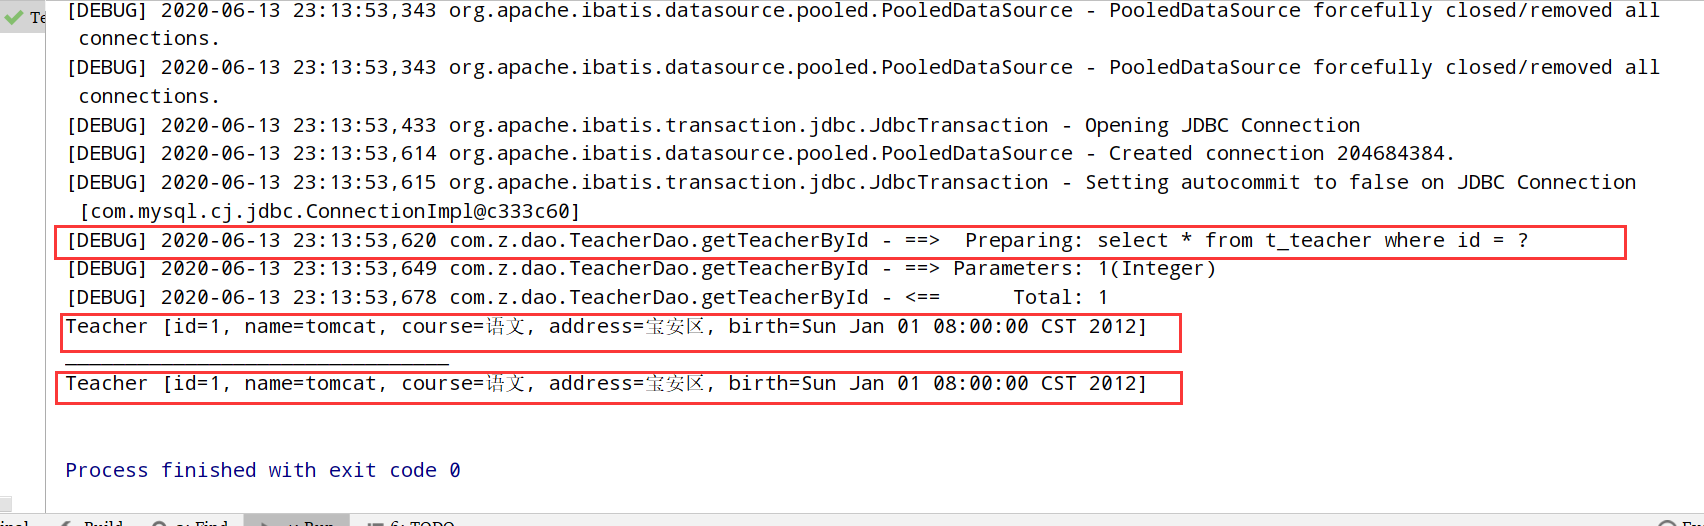 Te
[DEBUG] 2020-06-13 23:13:53,343 org.apache.ibatis.datasource.pooled.PooledDataSource - PooledDataSource forcefully closed/removed all
connections.
[DEBUG] 2020-06-13 23:13:53,343 org.apache.ibatis.datasource.pooled.PooledDataSource - PooledDataSource forcefully closed/removed all
connections.
[DEBUG] 2020-06-13 23:13:53,433 org.apache.ibatis.transaction.jdbc.JdbcTransaction - Opening JDBC Connection
[DEBUG] 2020-06-13 23:13:53,614 org.apache.ibatis.datasource.pooled.PooledDataSource - Created connection 204684384.
[DEBUG] 2020-06-13 23:13:53,615 org.apache.ibatis.transaction.jdbc.JdbcTransaction - Setting autocommit to false on JDBC Connection
[com.mysql.cj.jdbc.ConnectionImpl@c333c60]
[DEBUG] 2020-06-13 23:13:53,620 com.z.dao.TeacherDao.getTeacherById - ==>  Preparing: select * from t_teacher where id = ?
[DEBUG] 2020-06-13 23:13:53,649 com.z.dao.TeacherDao.getTeacherById - ==> Parameters: 1(Integer)
[DEBUG] 2020-06-13 23:13:53,678 com.z.dao.TeacherDao.getTeacherById - <==      Total: 1
Teacher [id=1, name=tomcat, course=语文, address=宝安区, birth=Sun Jan 01 08:00:00 CST 2012]
________________________________
Teacher [id=1, name=tomcat, course=语文, address=宝安区, birth=Sun Jan 01 08:00:00 CST 2012]
Process finished with exit code 0
Build Find Run 6: TODO